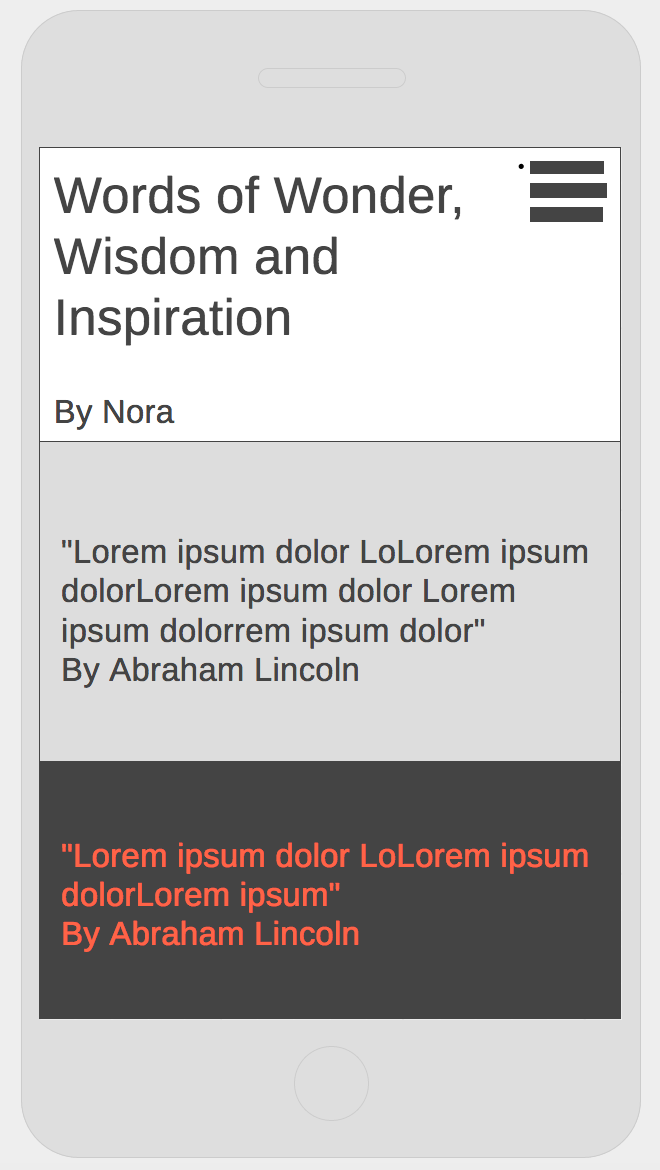 Words of Wonder,
Wisdom and
Inspiration
By Nora
"Lorem ipsum dolor LoLorem ipsum
dolorLorem ipsum dolor Lorem
ipsum dolorrem ipsum dolor"
By Abraham Lincoln
"Lorem ipsum dolor LoLorem ipsum
dolorLorem ipsum"
By Abraham Lincoln